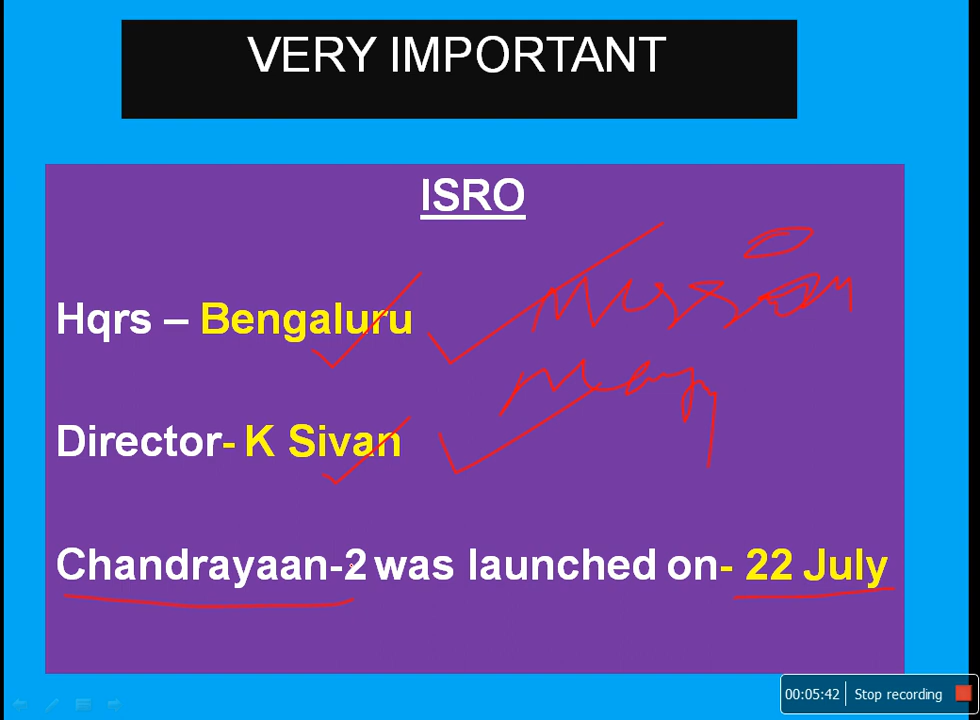 VERY IMPORTANT
ISRO
Mission
Hqrs – Bengaluru
Director- K Sivan
Chandrayaan-2 was launched on- 22 July
00:05:42 Stop recording